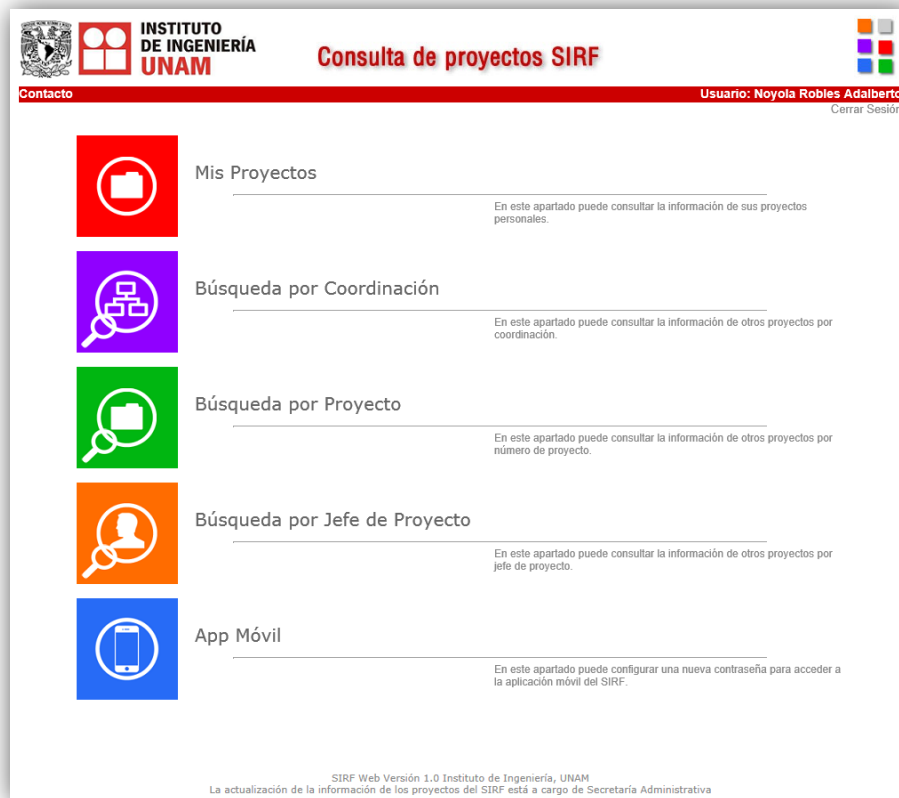 INSTITUTO
DE INGENIERÍA
UNAM
Consulta de proyectos SIRF
Contacto
Usuario: Noyola Robles Adalberto
Cerrar Sesión
Mis Proyectos
En este apartado puede consultar la información de sus proyectos
personales.
Búsqueda por Coordinación
En este apartado puede consultar la información de otros proyectos por
coordinación.
Búsqueda por Proyecto
En este apartado puede consultar la información de otros proyectos por
número de proyecto.
Búsqueda por Jefe de Proyecto
En este apartado puede consultar la información de otros proyectos por
jefe de proyecto.
App Móvil
En este apartado puede configurar una nueva contraseña para acceder a
la aplicación móvil del SIRF.
SIRF Web Versión 1.0 Instituto de Ingeniería, UNAM
La actualización de la información de los proyectos del SIRF está a cargo de Secretaría Administrativa